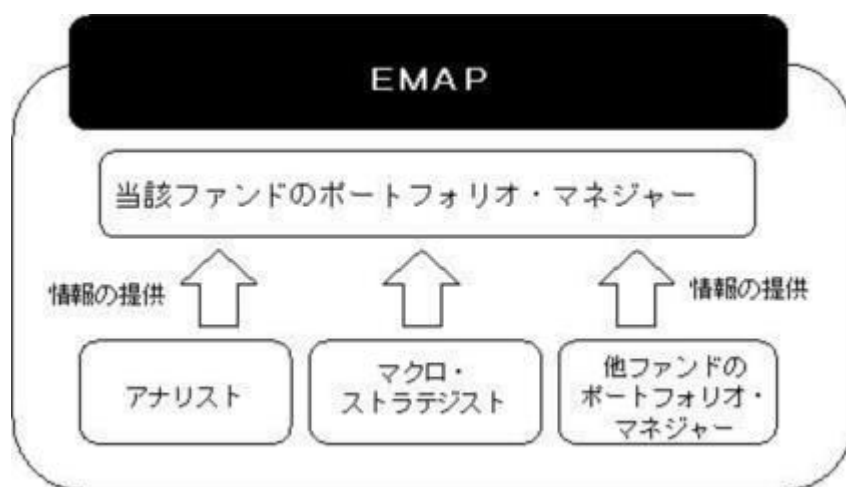 EMAP
当該ファンドのポートフォリオ・マネジャー
情報の提供
情報の提供
アナリスト
マクロ・
ストラテジスト
他ファンドの
ポートフォリオ・
マネジャー